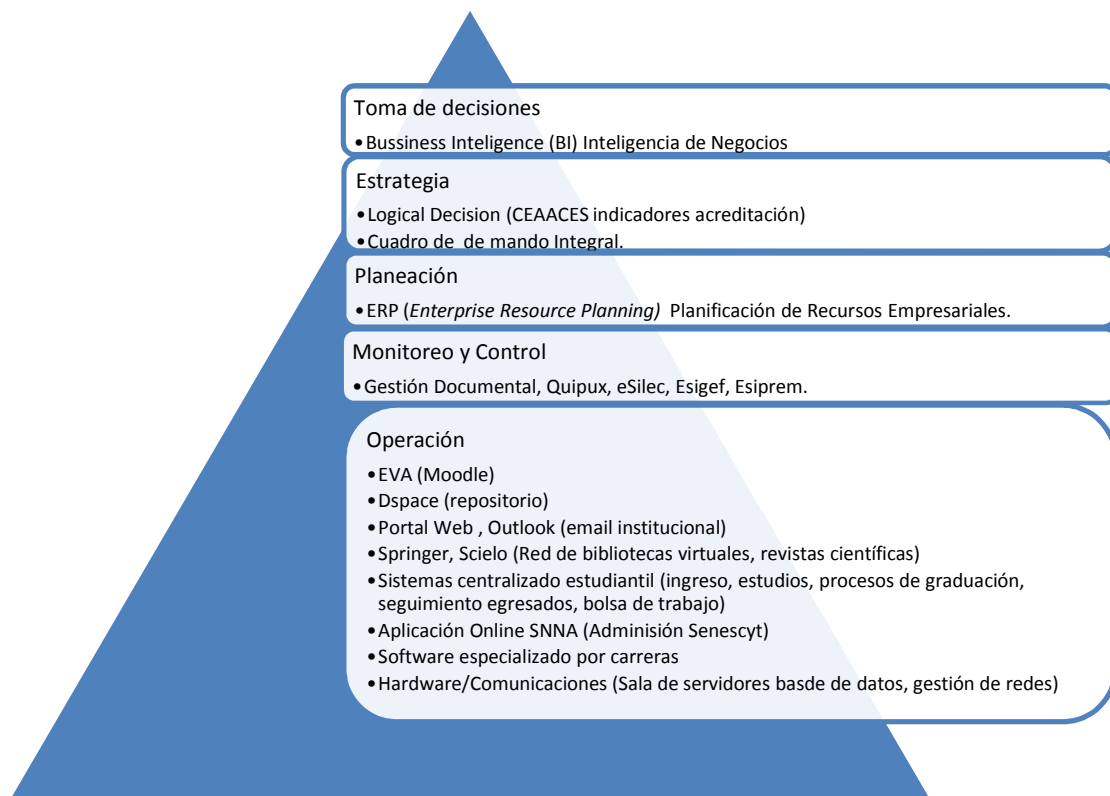 Toma de decisiones
•Bussiness Inteligence (BI) Inteligencia de Negocios
Estrategia
•Logical Decision (CEAACES indicadores acreditación)
•Cuadro de de mando Integral.
Planeación
•ERP (Enterprise Resource Planning) Planificación de Recursos Empresariales.
Monitoreo y Control
•Gestión Documental, Quipux, eSilec, Esigef, Esiprem.
Operación
•EVA (Moodle)
•Dspace (repositorio)
•Portal Web , Outlook (email institucional)
•Springer, Scielo (Red de bibliotecas virtuales, revistas científicas)
•Sistemas centralizado estudiantil (ingreso, estudios, procesos de graduación,
seguimiento egresados, bolsa de trabajo)
•Aplicación Online SNNA (Adminisión Senescyt)
•Software especializado por carreras
•Hardware/Comunicaciones (Sala de servidores basde de datos, gestión de redes)